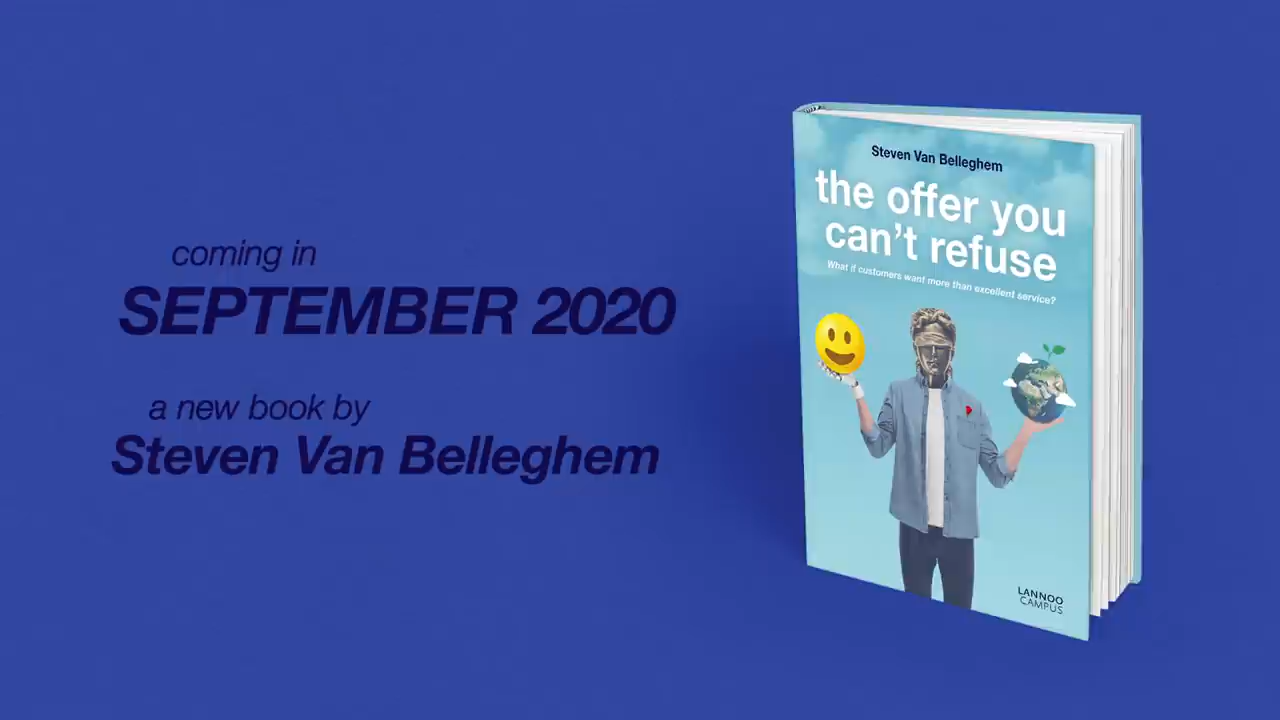 coming in
SEPTEMBER 2020
a new book by
Steven Van Belleghem
Steven Van Belleghem
the offer you
can't refuse
What if customers want more than excellent service?
LANNOO
CAMPUS